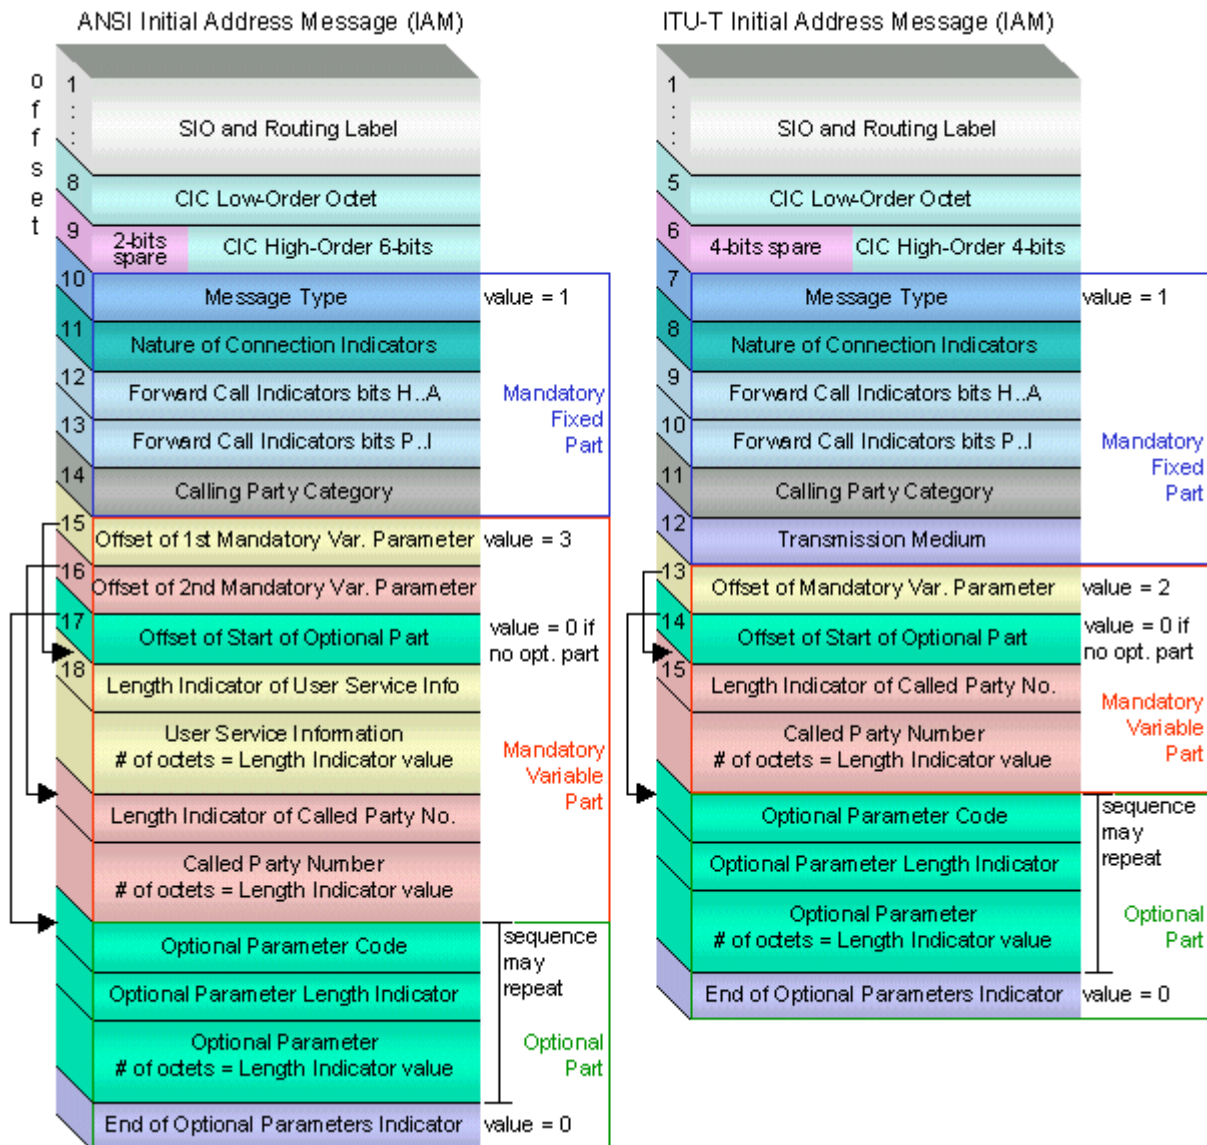 ANSI Initial Address Message (IAM)
offset
1
:
:
SIO and Routing Label
8
CIC Low-Order Octet
9
2-bits
spare
CIC High-Order 6-bits
10
Message Type
value = 1
11
Nature of Connection Indicators
12
Forward Call Indicators bits H..A
13
Forward Call Indicators bits P..I
Mandatory
Fixed
Part
14
Calling Party Category
15
Offset of 1st Mandatory Var. Parameter
value = 3
16
Offset of 2nd Mandatory Var. Parameter
17
Offset of Start of Optional Part
value = 0 if
no opt. part
18
Length Indicator of User Service Info
User Service Information
# of octets = Length Indicator value
Mandatory
Variable
Part
Length Indicator of Called Party No.
Called Party Number
# of octets = Length Indicator value
Optional Parameter Code
sequence
may
repeat
Optional Parameter Length Indicator
Optional Parameter
# of octets = Length Indicator value
Optional
Part
End of Optional Parameters Indicator
value = 0
ITU-T Initial Address Message (IAM)
1
:
:
SIO and Routing Label
5
CIC Low-Order Octet
6
4-bits spare
CIC High-Order 4-bits
7
Message Type
value = 1
8
Nature of Connection Indicators
9
Forward Call Indicators bits H..A
10
Forward Call Indicators bits P..I
11
Calling Party Category
Mandatory
Fixed
Part
12
Transmission Medium
13
Offset of Mandatory Var. Parameter
value = 2
14
Offset of Start of Optional Part
value = 0 if
no opt. part
15
Length Indicator of Called Party No.
Called Party Number
# of octets = Length Indicator value
Mandatory
Variable
Part
Optional Parameter Code
sequence
may
repeat
Optional Parameter Length Indicator
Optional Parameter
# of octets = Length Indicator value
Optional
Part
End of Optional Parameters Indicator
value = 0